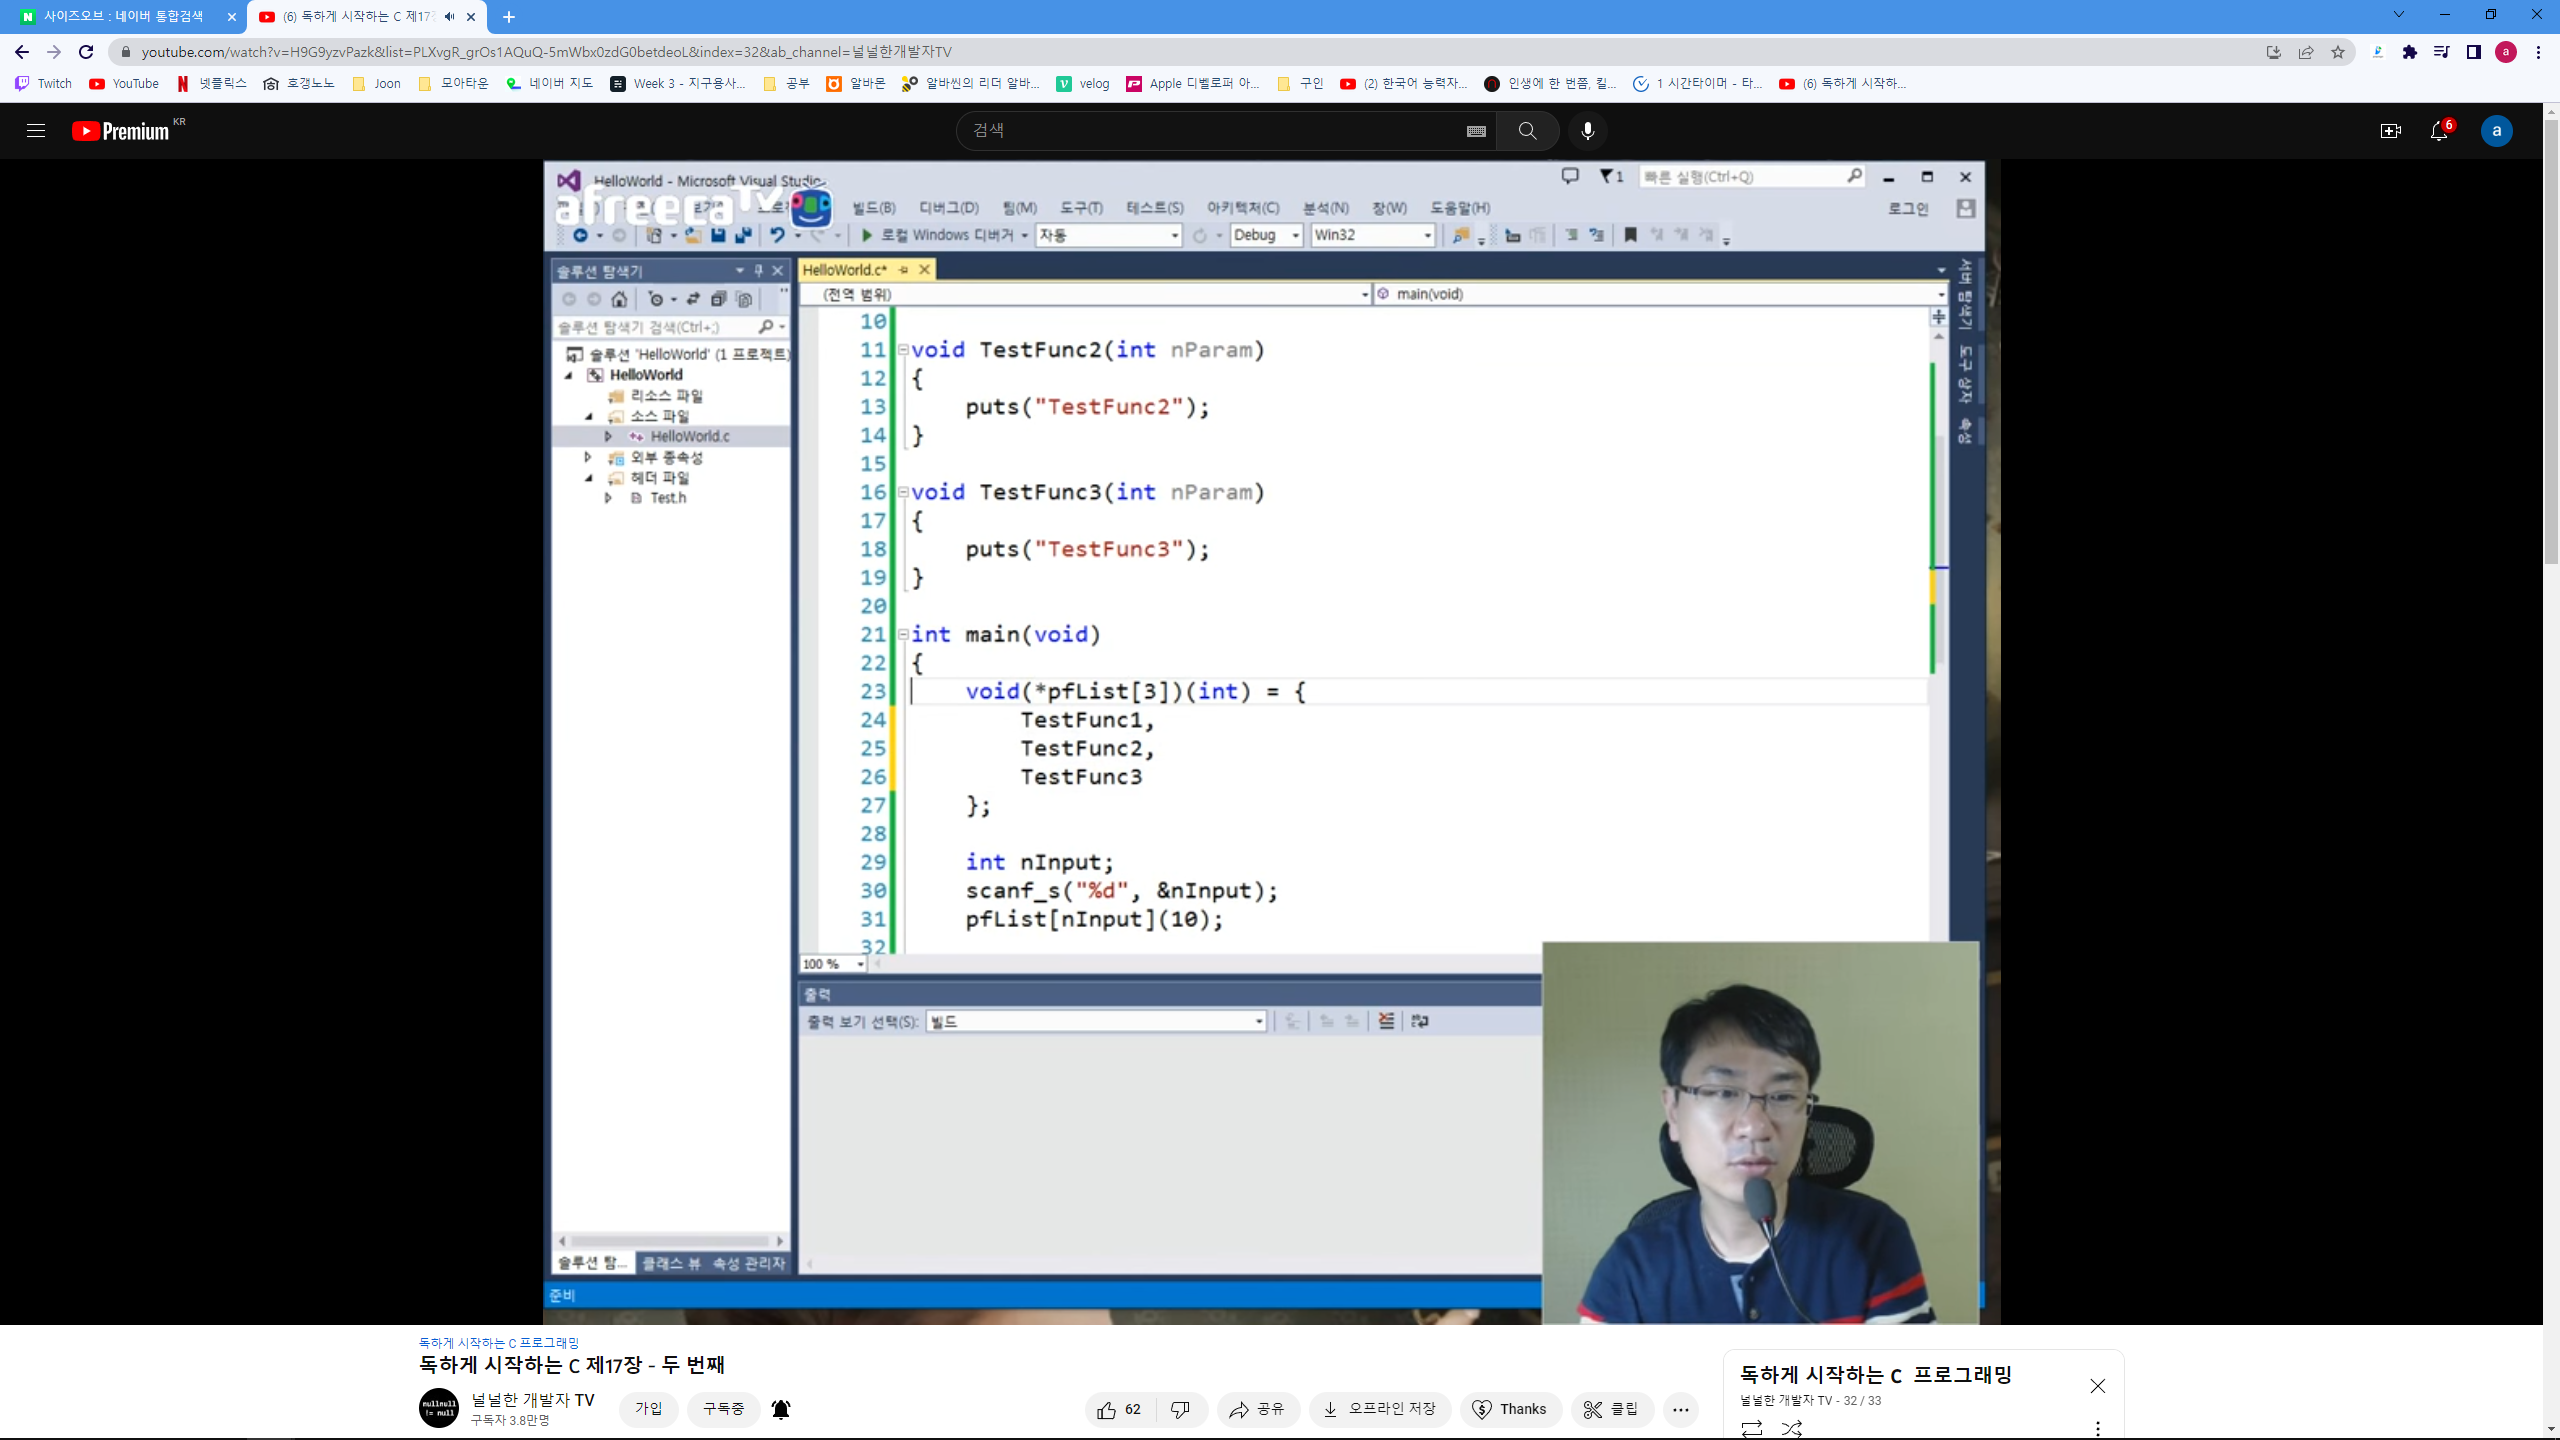 사이즈오브 : 네이버 통합검색
(6) 독하게 시작하는 C 제17
youtube.com/watch?v=H9G9yzvPazk&list=PLXvgR_grOs1AQuQ-5mWbx0zdG0betdeoL&index=32&ab_channel=널널한개발자TV
Twitch
YouTube
넷플릭스
호갱노노
Joon
모아타운
네이버 지도
Week 3 - 지구용사...
공부
알바몬
알바씬의 리더 알바...
velog
Apple 디벨로퍼 아...
구인
(2) 한국어 능력자...
인생에 한 번쯤, 킬...
1 시간타이머 - 타...
(6) 독하게 시작하...
Premium KR
검색
6
a
HelloWorld - Microsoft Visual Studio
afreecaTV
1
빠른 실행(Ctrl+Q)
빌드(B) 디버그(D) 팀(M) 도구(T) 테스트(S) 아키텍처(C) 분석(N) 창(W) 도움말(H)
로그인
로컬 Windows 디버거
자동
Debug
Win32
솔루션 탐색기
솔루션 탐색기 검색(Ctrl+;)
솔루션 'HelloWorld' (1 프로젝트)
HelloWorld
리소스 파일
소스 파일
HelloWorld.c
외부 종속성
헤더 파일
Test.h
솔루션 탐...
클래스 뷰
속성 관리자
HelloWorld.c*
(전역 범위)
main(void)
10
11 void TestFunc2(int nParam)
12 {
13 puts("TestFunc2");
14 }
15
16 void TestFunc3(int nParam)
17 {
18 puts("TestFunc3");
19 }
20
21 int main(void)
22 {
23 void(*pfList[3])(int) = {
24 TestFunc1,
25 TestFunc2,
26 TestFunc3
27 };
28
29 int nInput;
30 scanf_s("%d", &nInput);
31 pfList[nInput](10);
32
100 %
서버 탐색기
도구 상자
속성
출력
출력 보기 선택(S):
빌드
준비
독하게 시작하는 C 프로그래밍
독하게 시작하는 C 제17장 - 두 번째
nullnull
!= null
널널한 개발자 TV
구독자 3.8만명
가입
구독중
62
공유
오프라인 저장
Thanks
클립
독하게 시작하는 C 프로그래밍
널널한 개발자 TV - 32 / 33